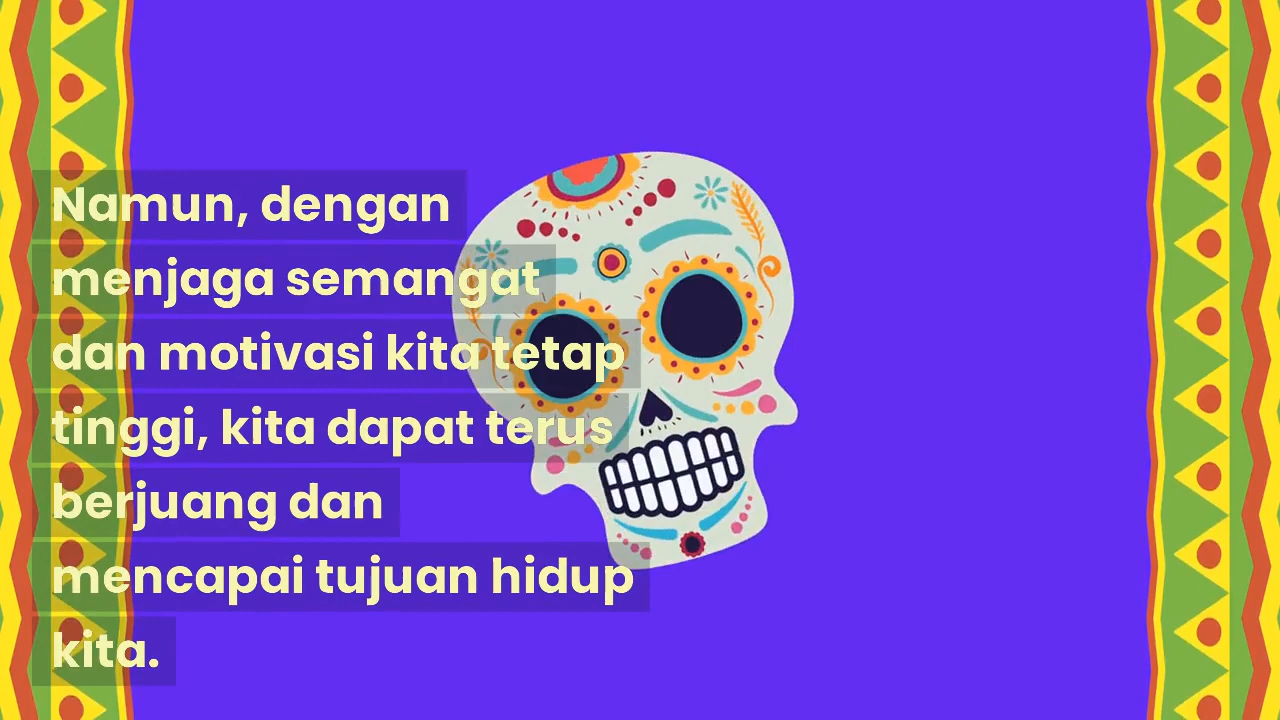 Namun, dengan
menjaga semangat
dan motivasi kita tetap
tinggi, kita dapat terus
berjuang dan
mencapai tujuan hidup
kita.